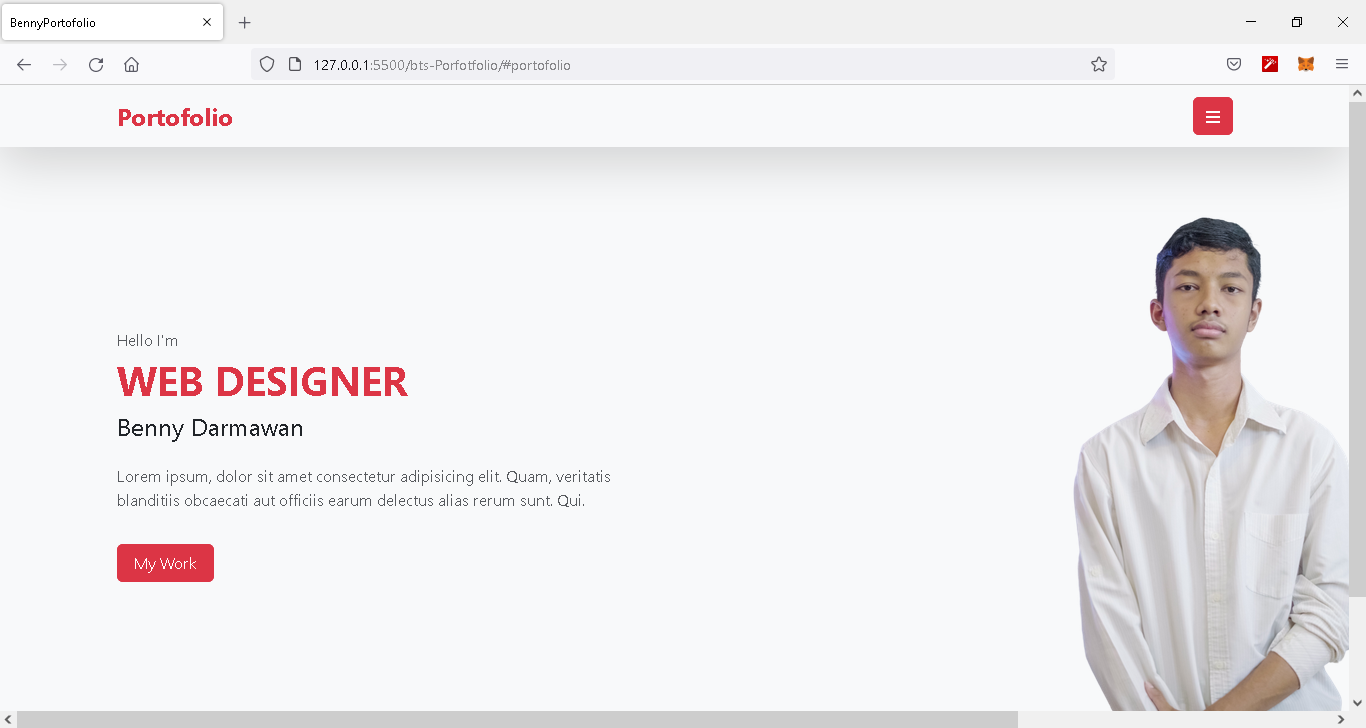 BennyPortofolio
127.0.0.1:5500/bts-Porfotfolio/#portofolio
Portofolio
Hello I'm
WEB DESIGNER
Benny Darmawan
Lorem ipsum, dolor sit amet consectetur adipisicing elit. Quam, veritatis
blanditiis obcaecati aut officiis earum delectus alias rerum sunt. Qui.
My Work